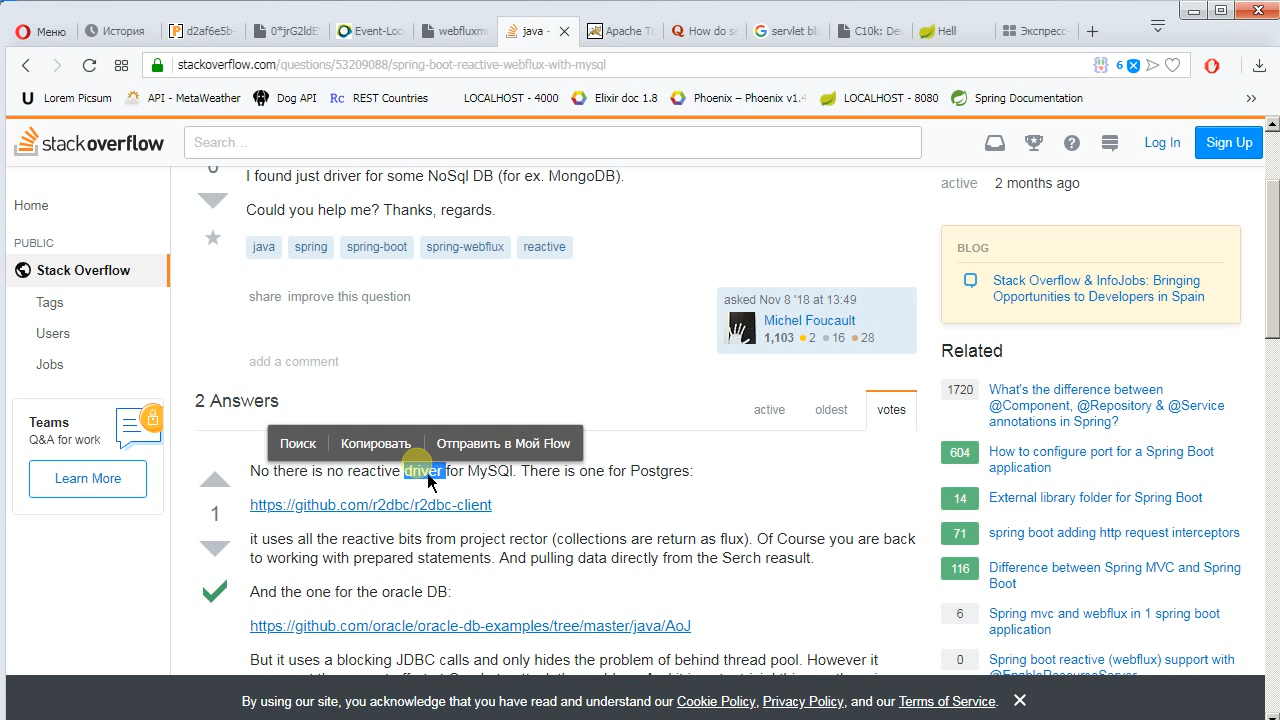 Меню
История
d2af6e5b-
0*jrG2ldE
Event-Loo
webfluxm
java -
Apache To
How do se
servlet blo
C10k: Dev
Hell
Экспресс-
stackoverflow.com/questions/53209088/spring-boot-reactive-webflux-with-mysql
6
Lorem Picsum
API - MetaWeather
Dog API
Rc REST Countries
LOCALHOST - 4000
Elixir doc 1.8
Phoenix – Phoenix v1.4
LOCALHOST - 8080
Spring Documentation
»
stackoverflow
Search...
Log In
Sign Up
Home
PUBLIC
Stack Overflow
Tags
Users
Jobs
Teams
Q&A for work
Learn More
0
I found just driver for some NoSql DB (for ex. MongoDB).
Could you help me? Thanks, regards.
java spring spring-boot spring-webflux reactive
share improve this question
asked Nov 8 '18 at 13:49
Michel Foucault
1,103 2 16 28
add a comment
2 Answers
active oldest votes
Поиск Копировать Отправить в Мой Flow
No there is no reactive driver for MySQl. There is one for Postgres:
https://github.com/r2dbc/r2dbc-client
1
it uses all the reactive bits from project rector (collections are return as flux). Of Course you are back
to working with prepared statements. And pulling data directly from the Serch reasult.
And the one for the oracle DB:
https://github.com/oracle/oracle-db-examples/tree/master/java/AoJ
But it uses a blocking JDBC calls and only hides the problem of behind thread pool. However it
active 2 months ago
BLOG
Stack Overflow & InfoJobs: Bringing
Opportunities to Developers in Spain
Related
1720 What's the difference between
@Component, @Repository & @Service
annotations in Spring?
604 How to configure port for a Spring Boot
application
14 External library folder for Spring Boot
71 spring boot adding http request interceptors
116 Difference between Spring MVC and Spring
Boot
6 Spring mvc and webflux in 1 spring boot
application
0 Spring boot reactive (webflux) support with
@EnableResourceServer
By using our site, you acknowledge that you have read and understand our Cookie Policy, Privacy Policy, and our Terms of Service.